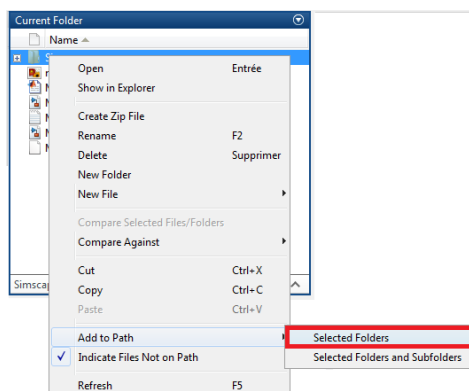 Current Folder
Name
Open Entrée
Show in Explorer
Create Zip File
Rename F2
Delete Supprimer
New Folder
New File
Compare Selected Files/Folders
Compare Against
Cut Ctrl+X
Copy Ctrl+C
Paste Ctrl+V
Add to Path Selected Folders
Indicate Files Not on Path Selected Folders and Subfolders
Refresh F5